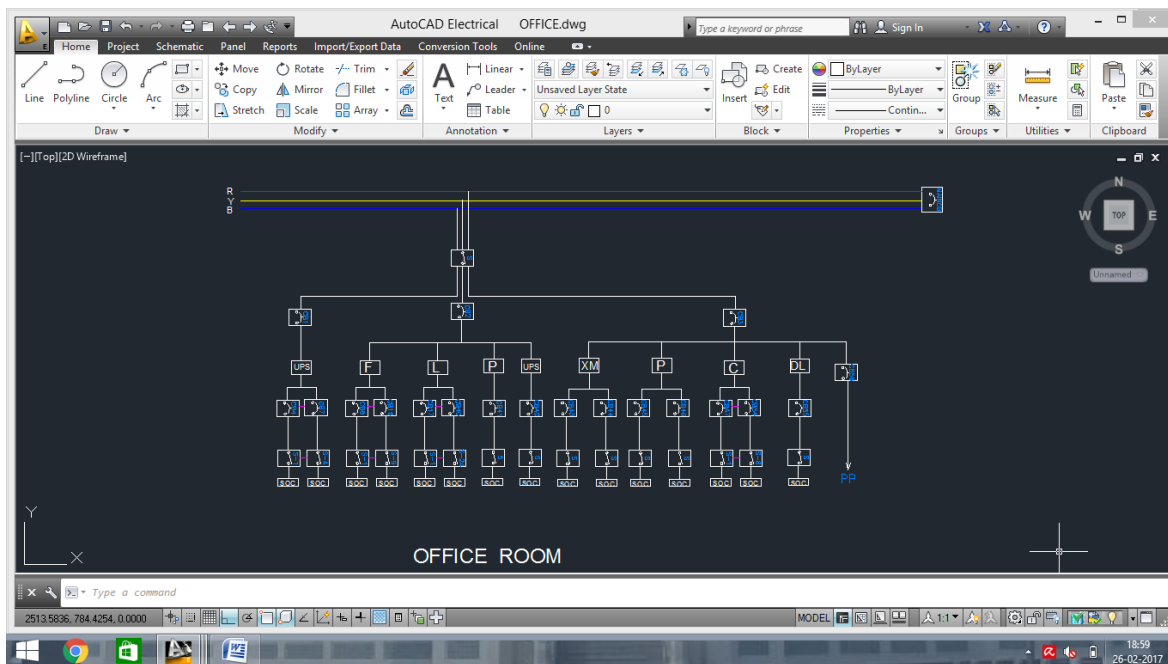 AutoCAD Electrical OFFICE.dwg
Type a keyword or phrase
Sign In
E
Home Project Schematic Panel Reports Import/Export Data Conversion Tools Online
Line Polyline Circle Arc
Draw
Move Rotate Trim
Copy Mirror Fillet
Stretch Scale Array
Modify
A
Text
Linear
Leader
Table
Annotation
Unsaved Layer State
0
Layers
Insert
Create
Edit
Block
ByLayer
ByLayer
Contin...
Properties
Group
Groups
Measure
Utilities
Paste
Clipboard
[−][Top][2D Wireframe]
N
W TOP E
S
Unnamed
R
Y
B
UPS F L P UPS XM P C DL
SOC SOC SOC SOC SOC SOC SOC SOC SOC SOC SOC SOC SOC SOC SOC
PP
Y
X
OFFICE ROOM
Type a command
2513.5836, 784.4254, 0.0000
MODEL
1:1
18:59
26-02-2017